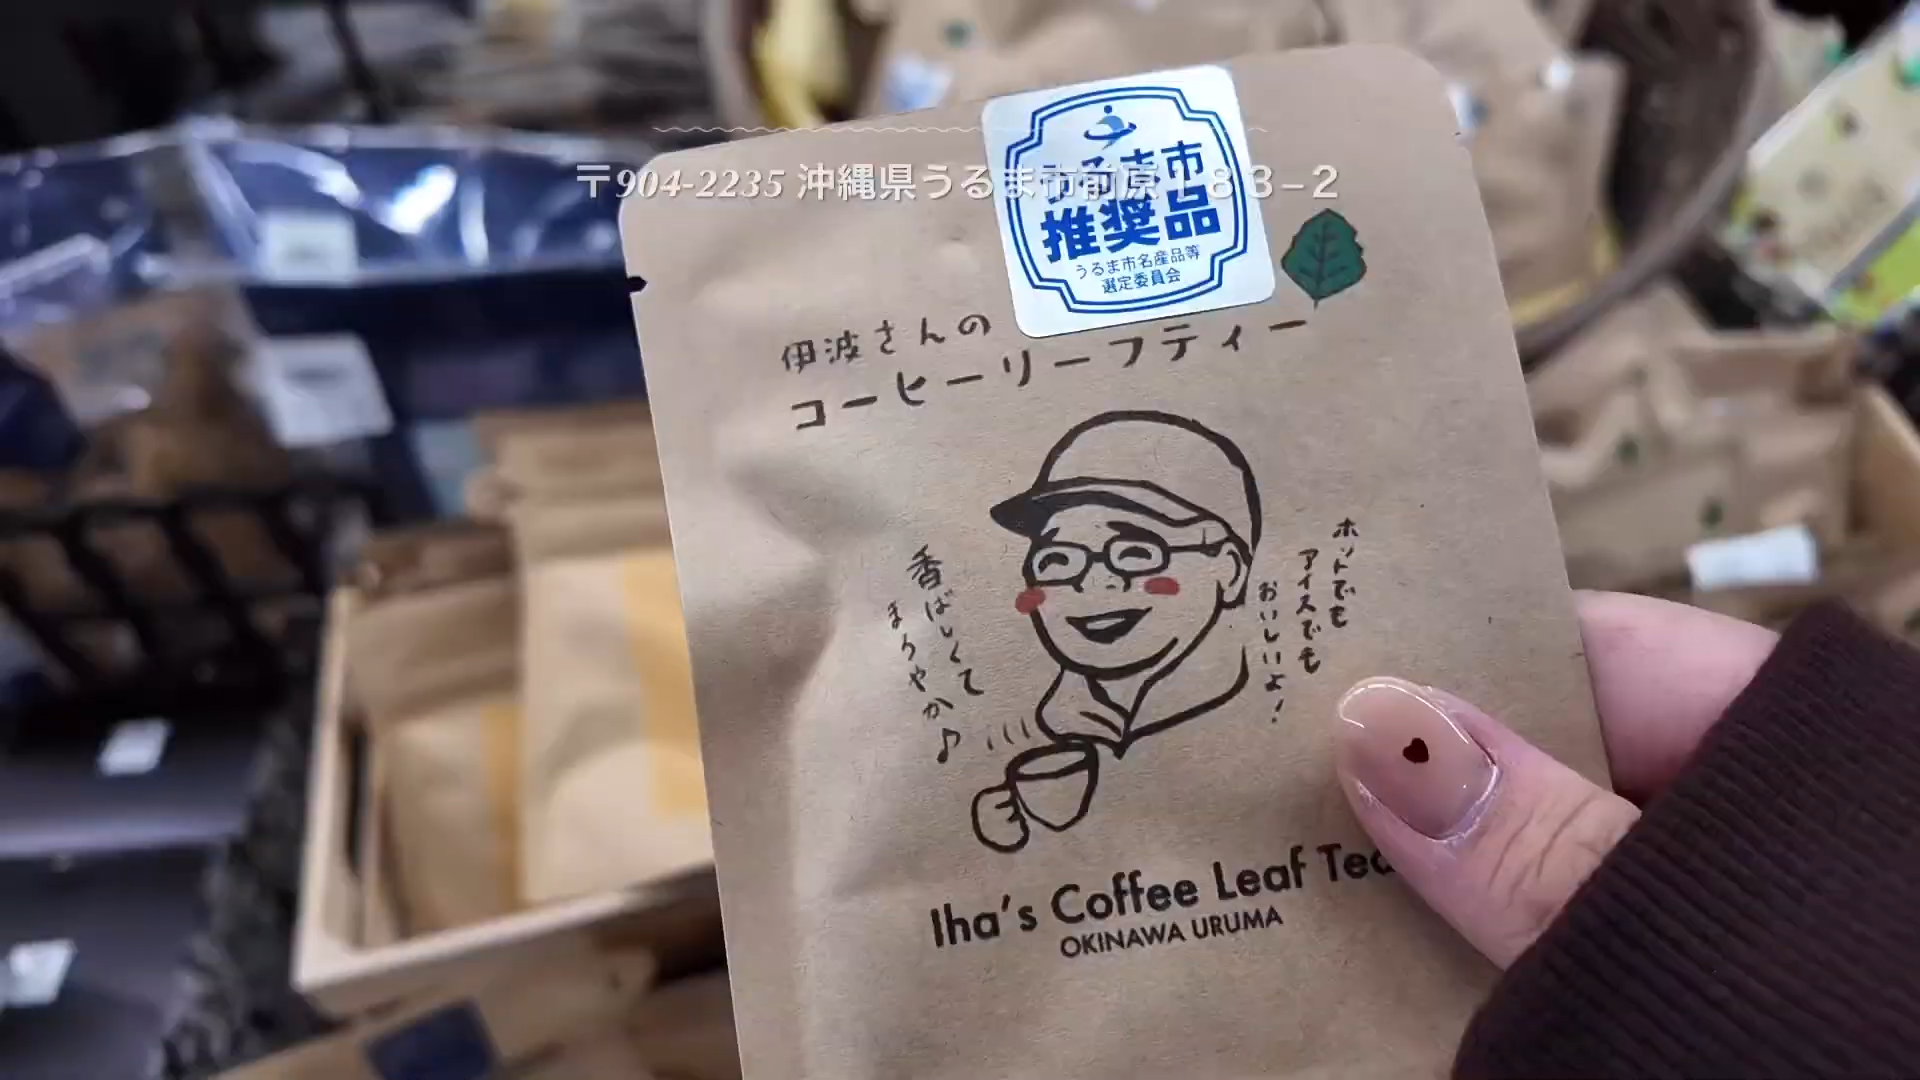 〒904-2235 沖縄県うるま市前原183−2
うるま市
推奨品
うるま市名産品等
選定委員会
伊波さんの
コーヒーリーフティー
ホットでも
アイスでも
おいしいよ!
香ばしくて
まろやか♪
Iha's Coffee Leaf Tea
OKINAWA URUMA